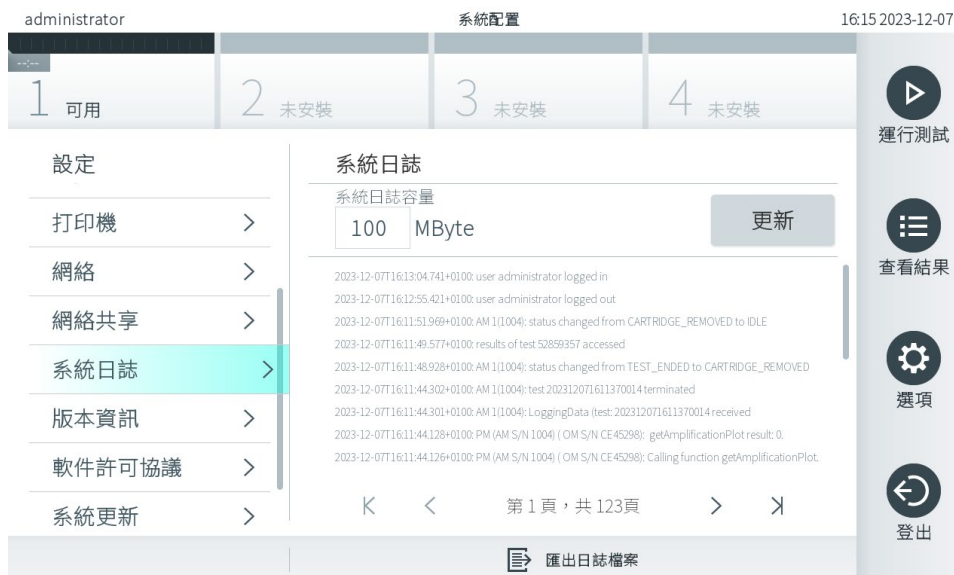 administrator
系統配置
16:15 2023-12-07
--:--
1 可用
2 未安裝
3 未安裝
4 未安裝
運行測試
查看結果
選項
登出
設定
打印機
網絡
網絡共享
系統日誌
版本資訊
軟件許可協議
系統更新
系統日誌
系統日誌容量
100 MByte
更新
2023-12-07T16:13:04.741+0100: user administrator logged in
2023-12-07T16:12:55.421+0100: user administrator logged out
2023-12-07T16:11:51.969+0100: AM 1(1004): status changed from CARTRIDGE_REMOVED to IDLE
2023-12-07T16:11:49.577+0100: results of test 52859357 accessed
2023-12-07T16:11:48.928+0100: AM 1(1004): status changed from TEST_ENDED to CARTRIDGE_REMOVED
2023-12-07T16:11:44.302+0100: AM 1(1004): test 202312071611370014 terminated
2023-12-07T16:11:44.301+0100: AM 1(1004): LoggingData (test: 202312071611370014 received
2023-12-07T16:11:44.128+0100: PM (AM S/N 1004) ( OM S/N CE45298): getAmplificationPlot result: 0.
2023-12-07T16:11:44.126+0100: PM (AM S/N 1004) ( OM S/N CE45298): Calling function getAmplificationPlot.
第 1 頁，共 123頁
匯出日誌檔案